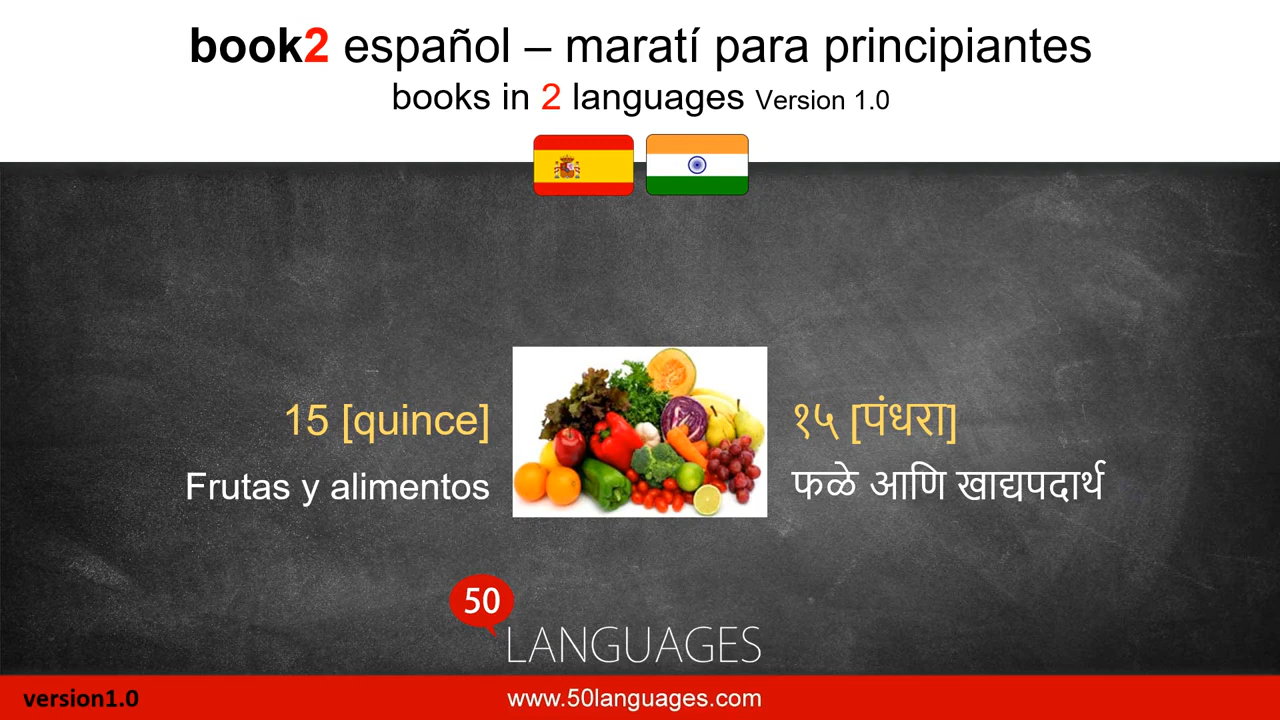 book2 español – maratí para principiantes
books in 2 languages Version 1.0
15 [quince]
Frutas y alimentos
१५ [पंधरा]
फळे आणि खाद्यपदार्थ
50
LANGUAGES
version1.0
www.50languages.com